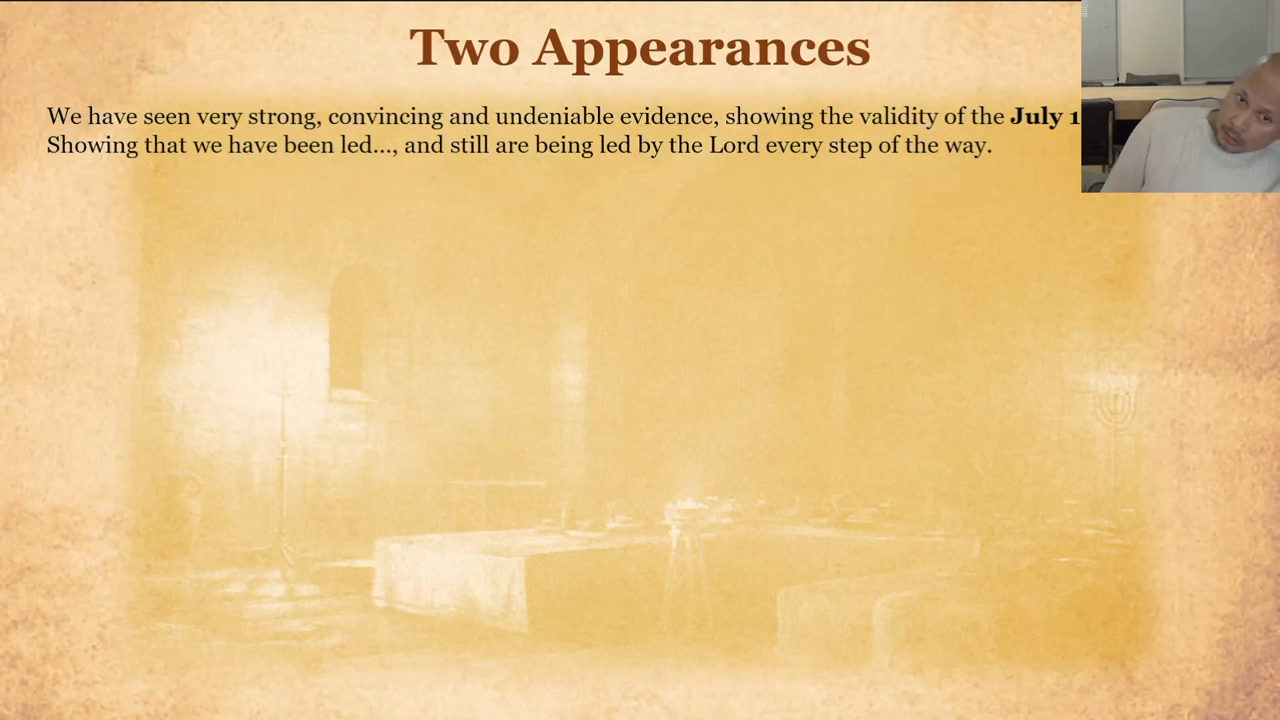 Two Appearances
We have seen very strong, convincing and undeniable evidence, showing the validity of the July 1
Showing that we have been led..., and still are being led by the Lord every step of the way.